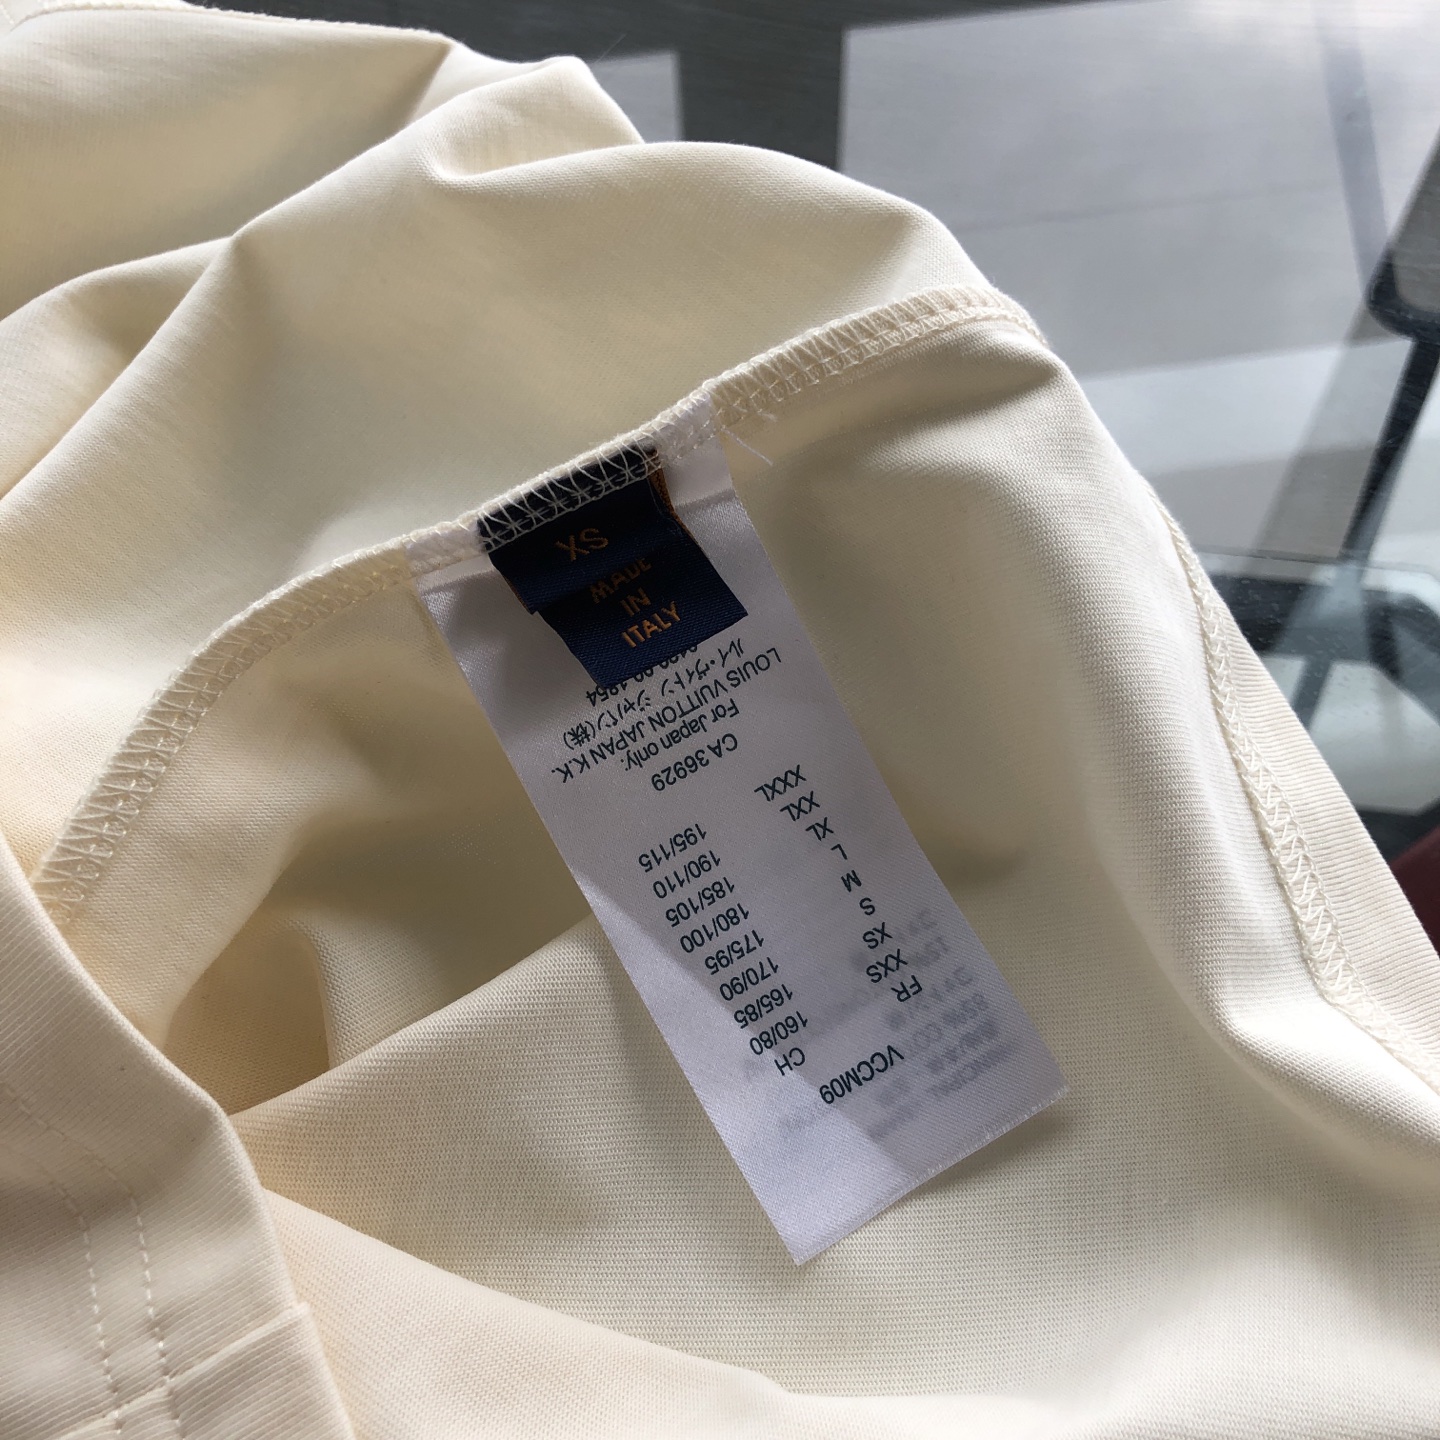 XS
MADE
IN
ITALY
VCCM09
FR CH
XXS 160/80
XS 165/85
S 170/90
M 175/95
L 180/100
XL 185/105
XXL 190/110
XXXL 195/115
CA 36929
For Japan only:
LOUIS VUITTON JAPAN K.K.
ルイ・ヴィトン ジャパン(株)